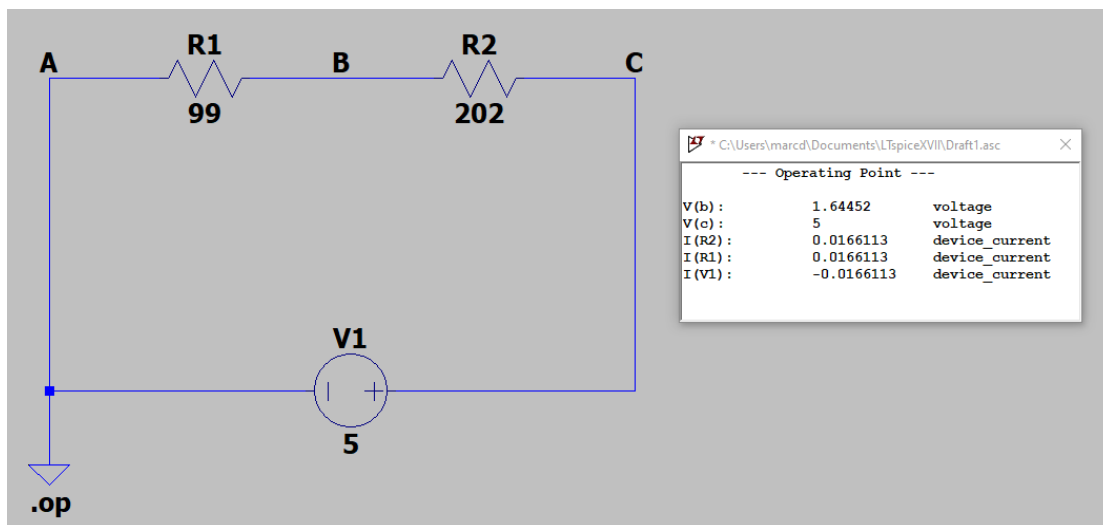 A
R1
B
R2
C
99
202
* C:\Users\marcd\Documents\LTspiceXVII\Draft1.asc
--- Operating Point ---
V(b): 1.64452 voltage
V(c): 5 voltage
I(R2): 0.0166113 device_current
I(R1): 0.0166113 device_current
I(V1): -0.0166113 device_current
V1
5
.op